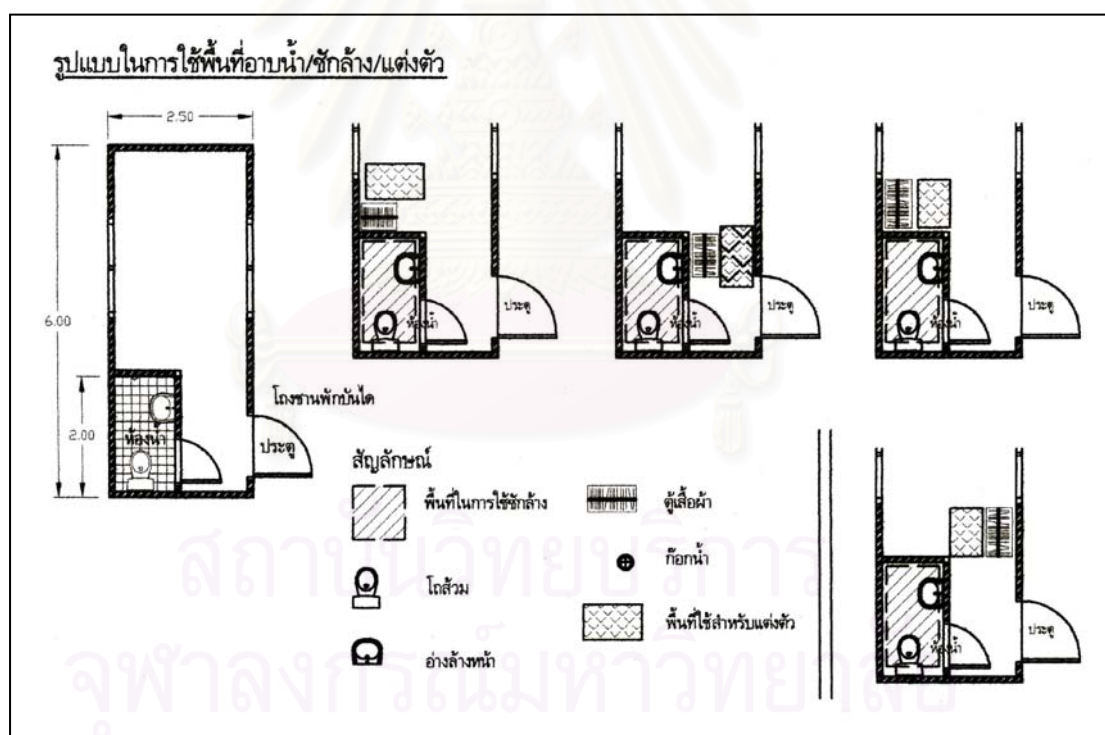 รูปแบบในการใช้พื้นที่อาบน้ำ/ซักล้าง/แต่งตัว
2.50
6.00
2.00
ห้องน้ำ
ประตู
โถงชานพักบันได
ห้องน้ำ
ประตู
ห้องน้ำ
ประตู
ห้องน้ำ
ประตู
ห้องน้ำ
ประตู
สัญลักษณ์
พื้นที่ในการใช้ซักล้าง
โถส้วม
อ่างล้างหน้า
ตู้เสื้อผ้า
ก๊อกน้ำ
พื้นที่ใช้สำหรับแต่งตัว
สถาบันวิทยบริการ
จุฬาลงกรณ์มหาวิทยาลัย